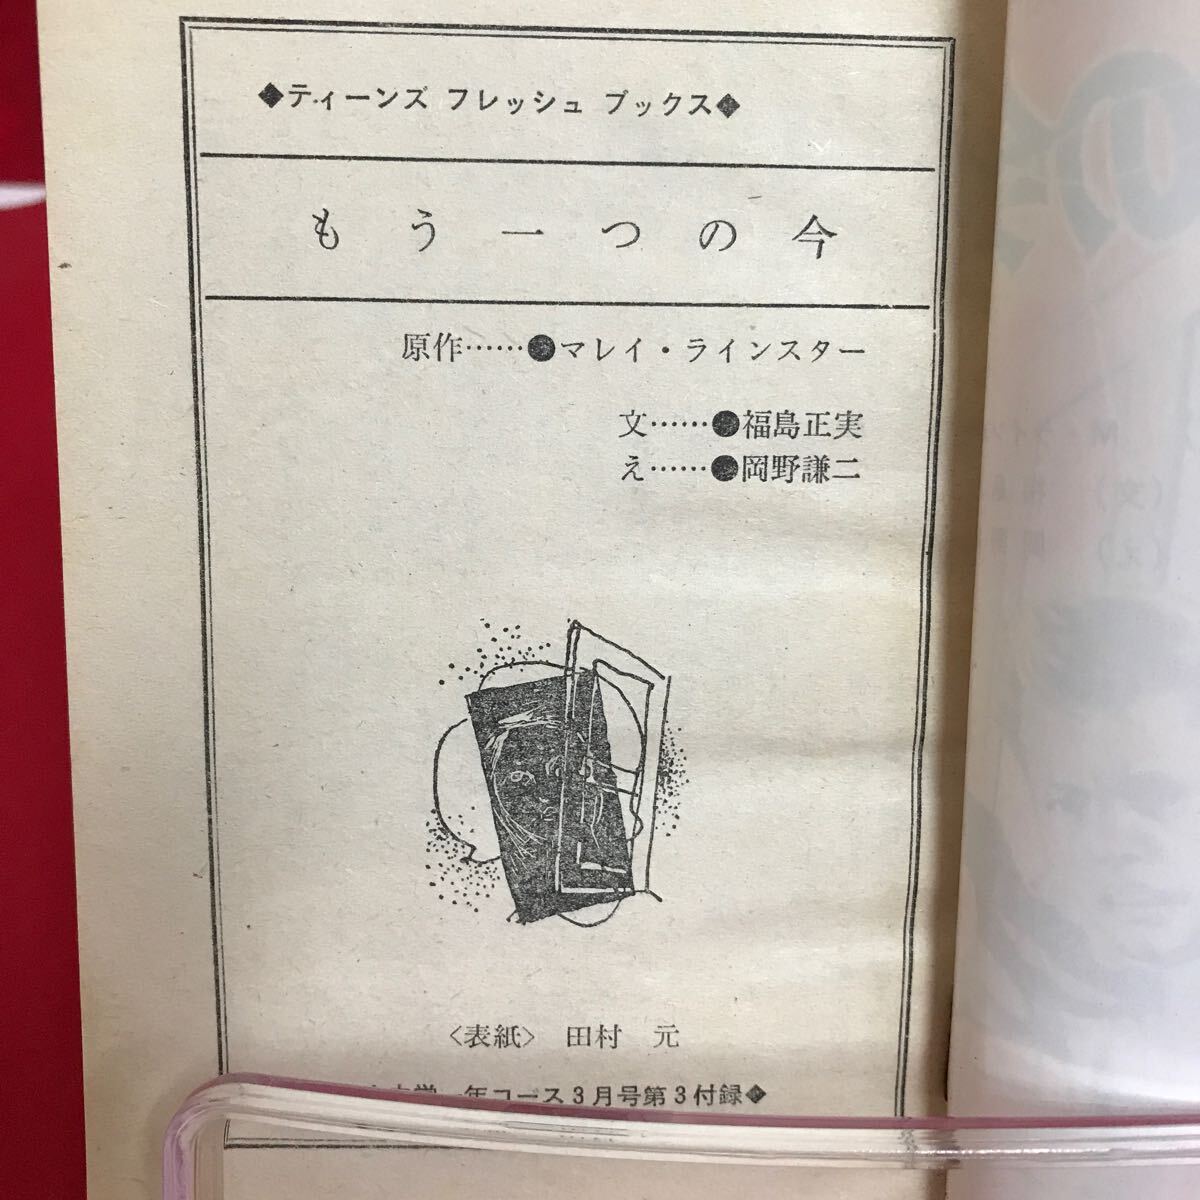 ◆ティーンズ フレッシュ ブックス◆
もう一つの今
原作……●マレイ・ラインスター
文……●福島正実
え……●岡野謙二
〈表紙〉 田村 元
年コース3月号第3付録◆